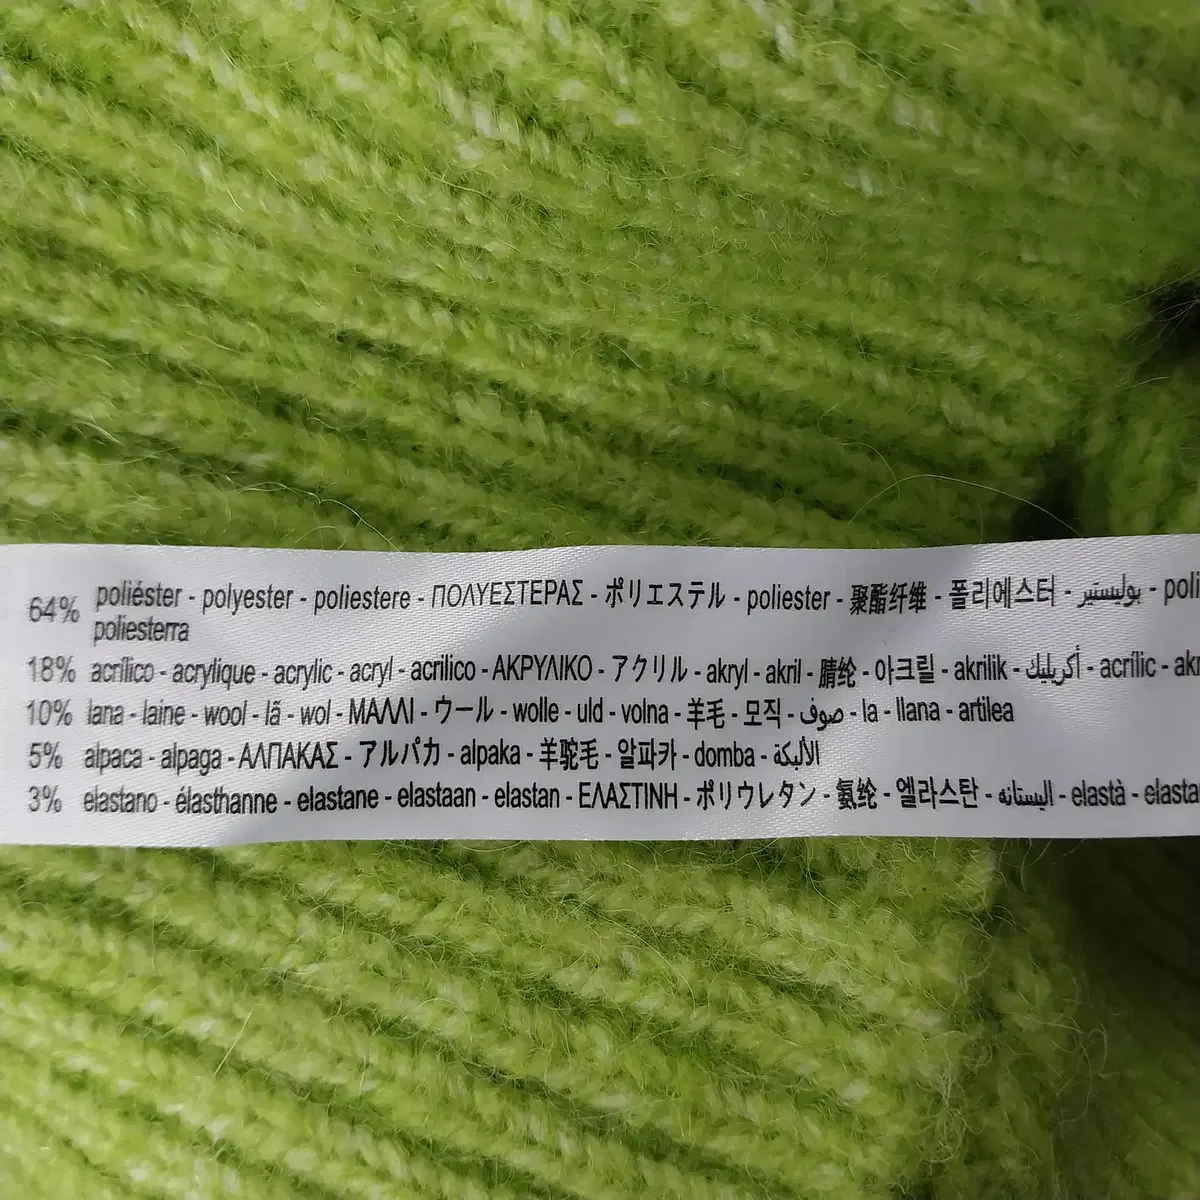 64% poliéster - polyester - poliestere - ΠΟΛΥΕΣΤΕΡΑΣ - ポリエステル - poliester - 聚酯纤维 - 폴리에스터 - بوليستير - poli
poliesterra
18% acrílico - acrylique - acrylic - acryl - acrilico - ΑΚΡΥΛΙΚΟ - アクリル - akryl - akril - 腈纶 - 아크릴 - akrilik - أكريليك - acrílic - akr
10% lana - laine - wool - lã - wol - ΜΑΛΛΙ - ウール - wolle - uld - volna - 羊毛 - 모직 - صوف - la - llana - artilea
5% alpaca - alpaga - ΑΛΠΑΚΑΣ - アルパカ - alpaka - 羊驼毛 - 알파카 - domba - الأليكة
3% elastano - élasthanne - elastane - elastaan - elastan - ΕΛΑΣΤΙΝΗ - ポリウレタン - 氨纶 - 엘라스탄 - اليستانه - elastà - elasta